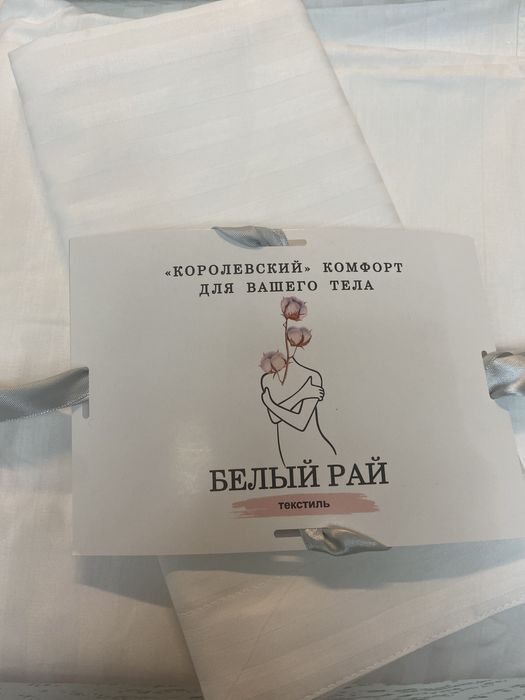 «КОРОЛЕВСКИЙ» КОМФОРТ
ДЛЯ ВАШЕГО ТЕЛА
БЕЛЫЙ РАЙ
текстиль